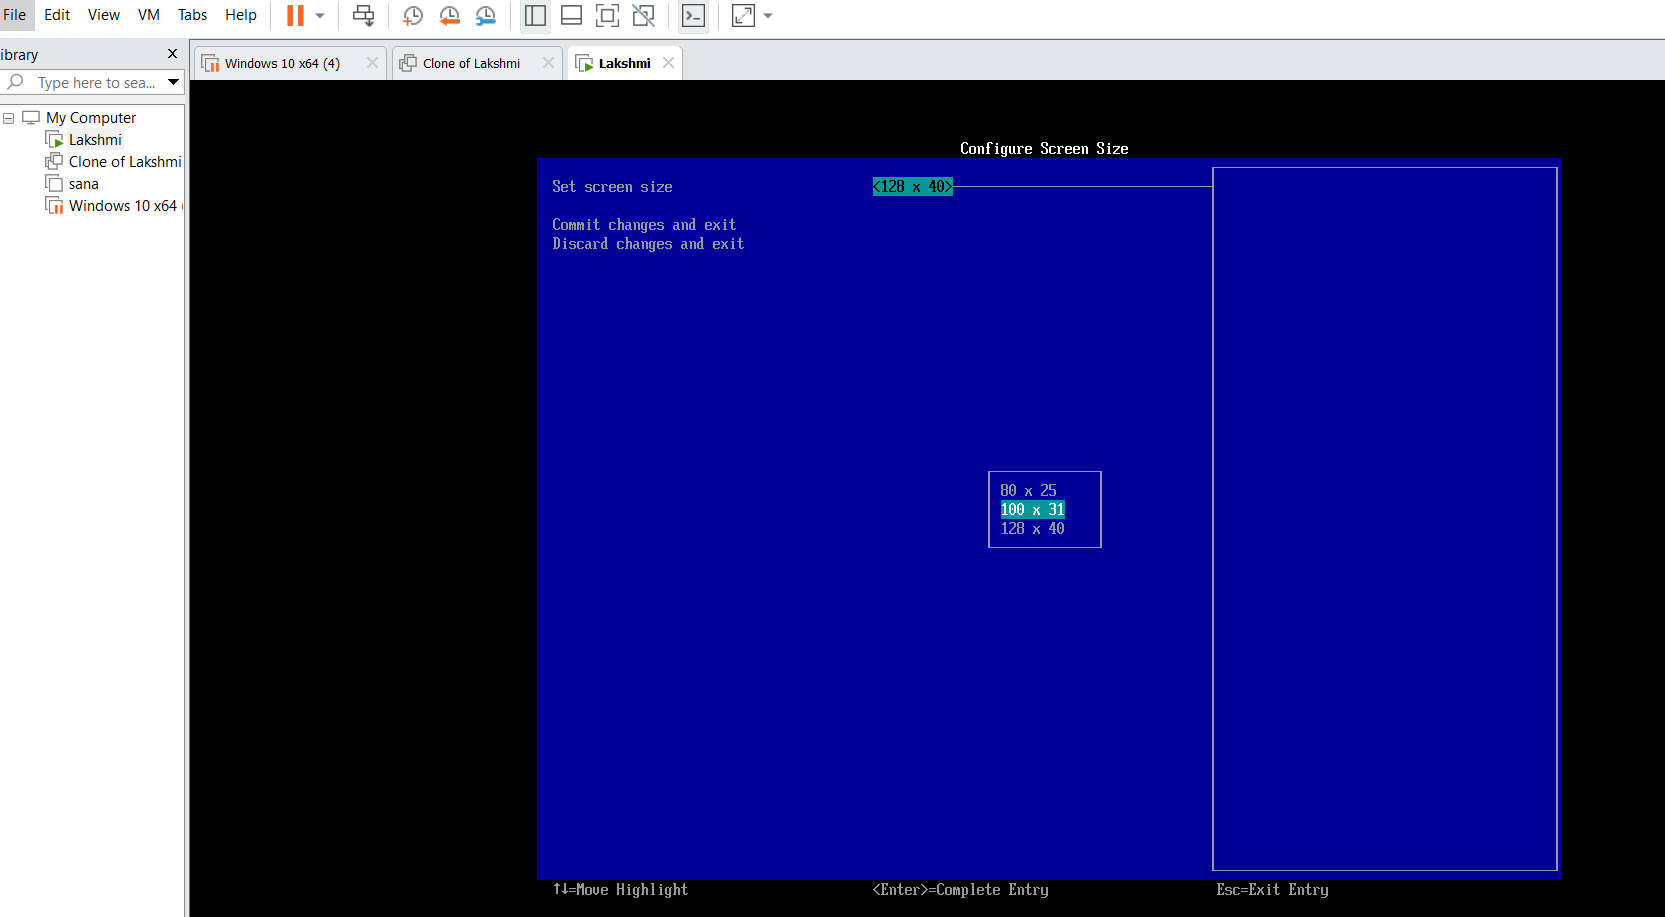 File Edit View VM Tabs Help
ibrary
Type here to sea...
My Computer
Lakshmi
Clone of Lakshmi
sana
Windows 10 x64 (
Windows 10 x64 (4)
Clone of Lakshmi
Lakshmi
Configure Screen Size
Set screen size <128 x 40>
Commit changes and exit
Discard changes and exit
80 x 25
100 x 31
128 x 40
↑↓=Move Highlight <Enter>=Complete Entry Esc=Exit Entry